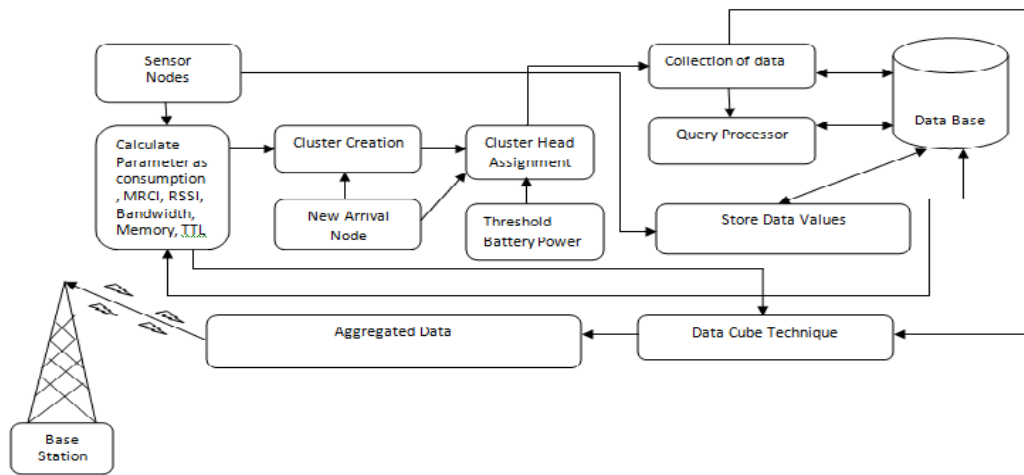 Sensor
Nodes
Collection of data
Data Base
Calculate
Parameter as
consumption
, MRCI, RSSI,
Bandwidth,
Memory, TTL
Cluster Creation
Cluster Head
Assignment
Query Processor
New Arrival
Node
Threshold
Battery Power
Store Data Values
Aggregated Data
Data Cube Technique
Base
Station